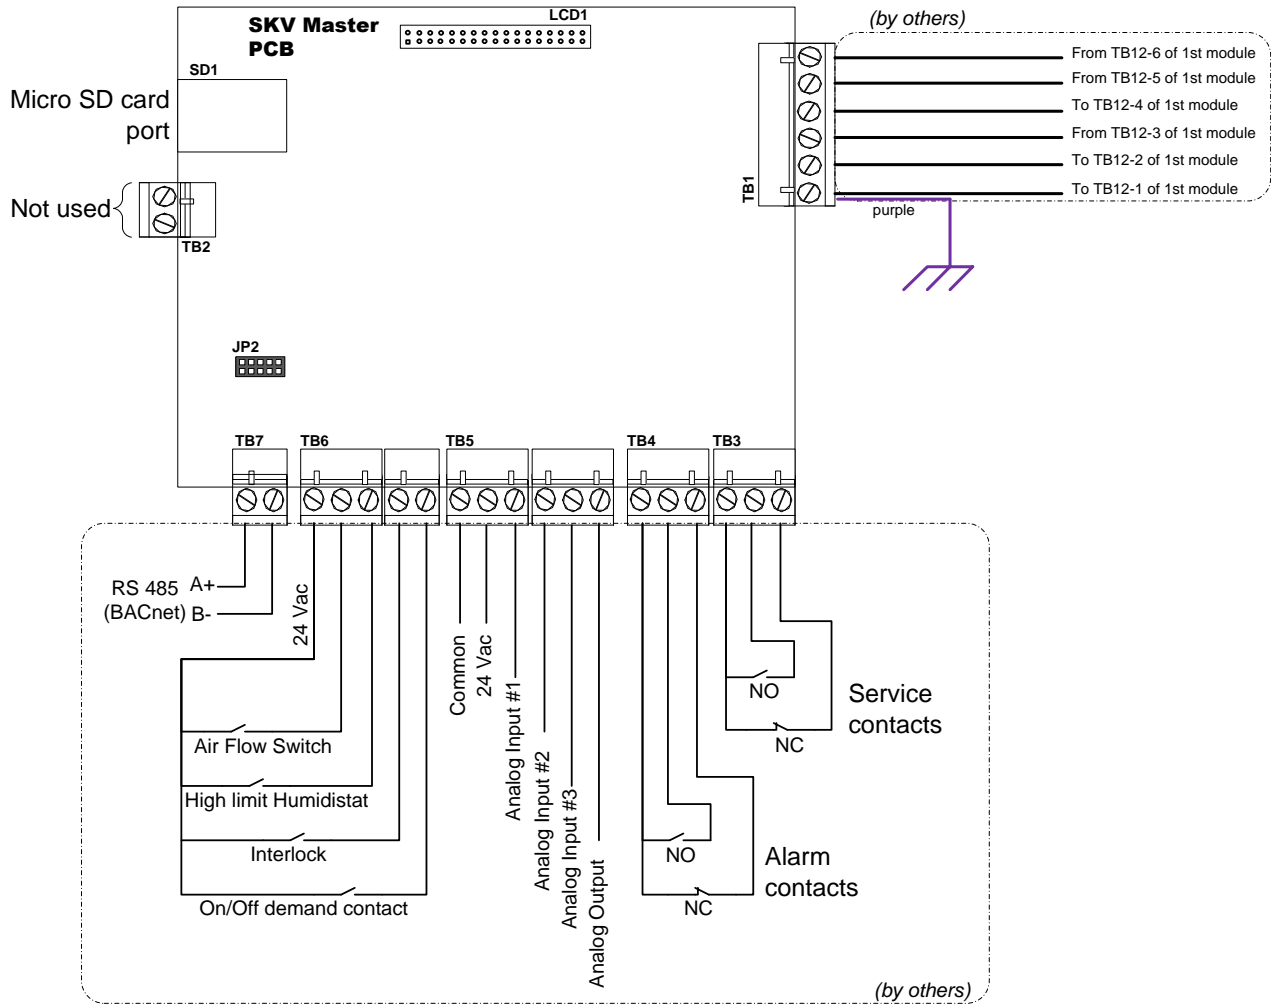 (by others)
LCD1
SKV Master
PCB
SD1
Micro SD card
port
Not used
TB2
TB1
From TB12-6 of 1st module
From TB12-5 of 1st module
To TB12-4 of 1st module
From TB12-3 of 1st module
To TB12-2 of 1st module
To TB12-1 of 1st module
purple
JP2
TB7
TB6
TB5
TB4
TB3
RS 485
(BACnet)
A+
B-
24 Vac
Air Flow Switch
High limit Humidistat
Interlock
On/Off demand contact
Common
24 Vac
Analog Input #1
Analog Input #2
Analog Input #3
Analog Output
NO
NC
Service
contacts
NO
NC
Alarm
contacts
(by others)